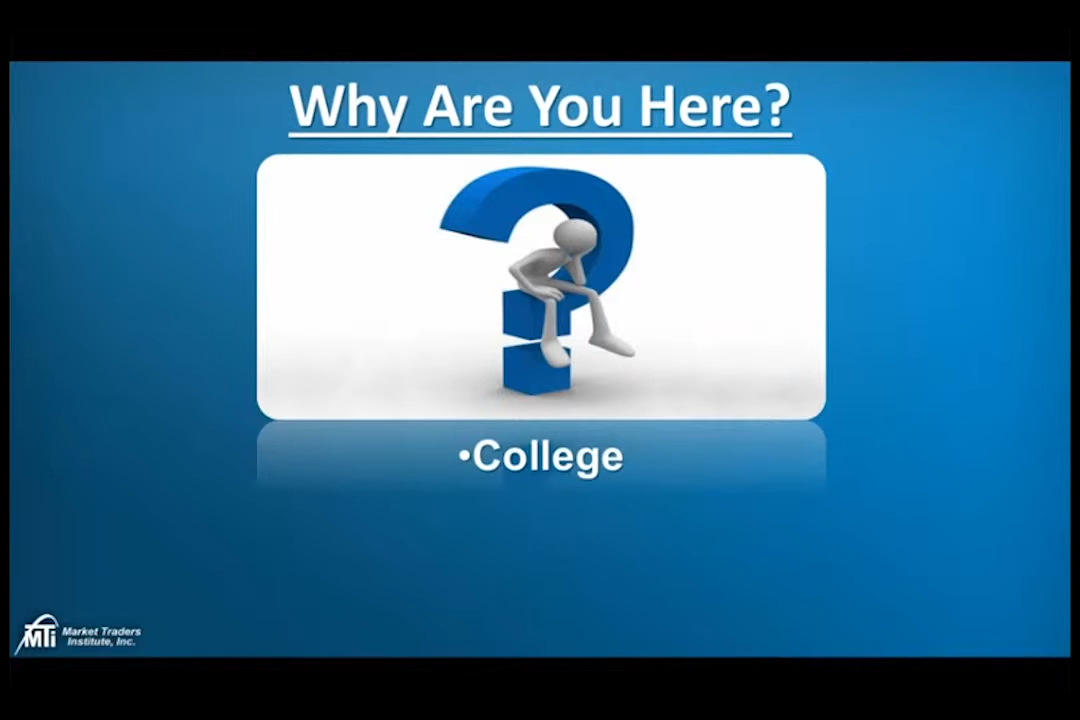 Why Are You Here?
•College
MTI Market Traders
Institute, Inc.